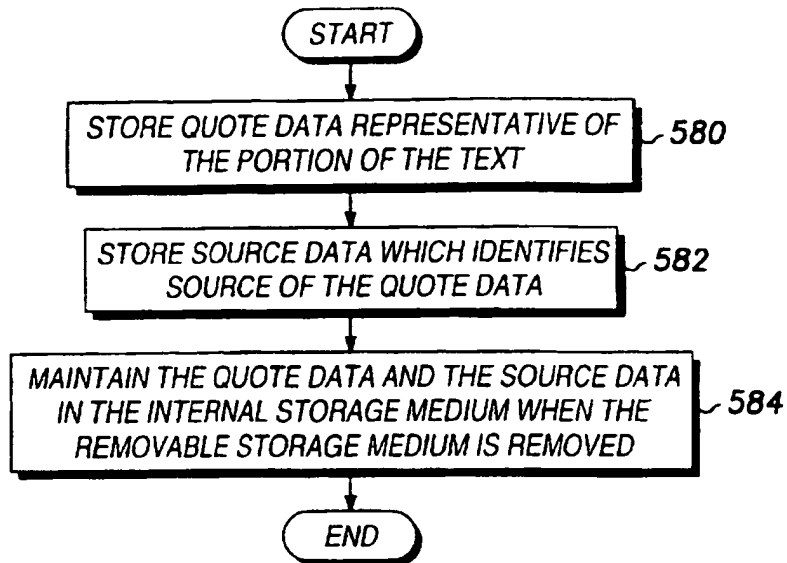 START
STORE QUOTE DATA REPRESENTATIVE OF
THE PORTION OF THE TEXT
580
STORE SOURCE DATA WHICH IDENTIFIES
SOURCE OF THE QUOTE DATA
582
MAINTAIN THE QUOTE DATA AND THE SOURCE DATA
IN THE INTERNAL STORAGE MEDIUM WHEN THE
REMOVABLE STORAGE MEDIUM IS REMOVED
584
END